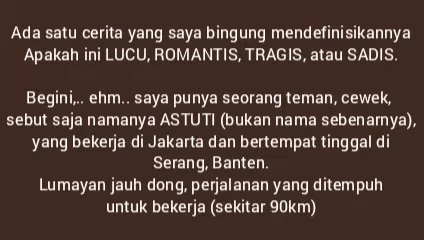 Ada satu cerita yang saya bingung mendefinisikannya
Apakah ini LUCU, ROMANTIS, TRAGIS, atau SADIS.
Begini,.. ehm.. saya punya seorang teman, cewek,
sebut saja namanya ASTUTI (bukan nama sebenarnya),
yang bekerja di Jakarta dan bertempat tinggal di
Serang, Banten.
Lumayan jauh dong, perjalanan yang ditempuh
untuk bekerja (sekitar 90km)